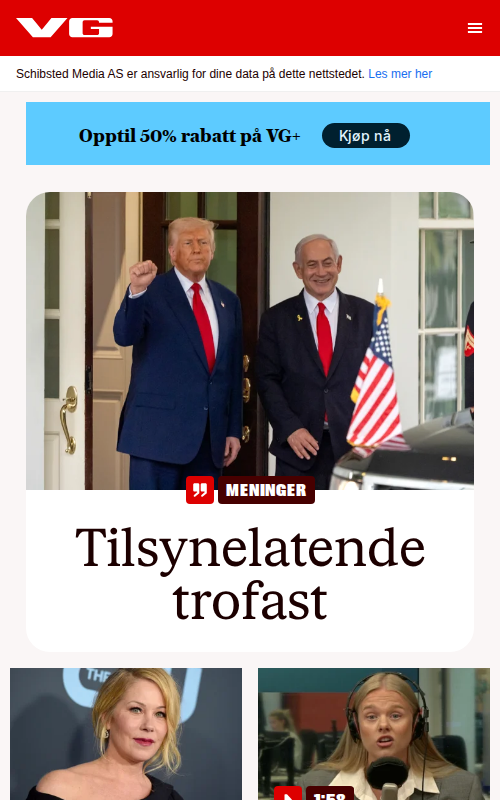 VG
Schibsted Media AS er ansvarlig for dine data på dette nettstedet. Les mer her
Opptil 50% rabatt på VG+
Kjøp nå
MENINGER
Tilsynelatende
trofast
THE
1:58